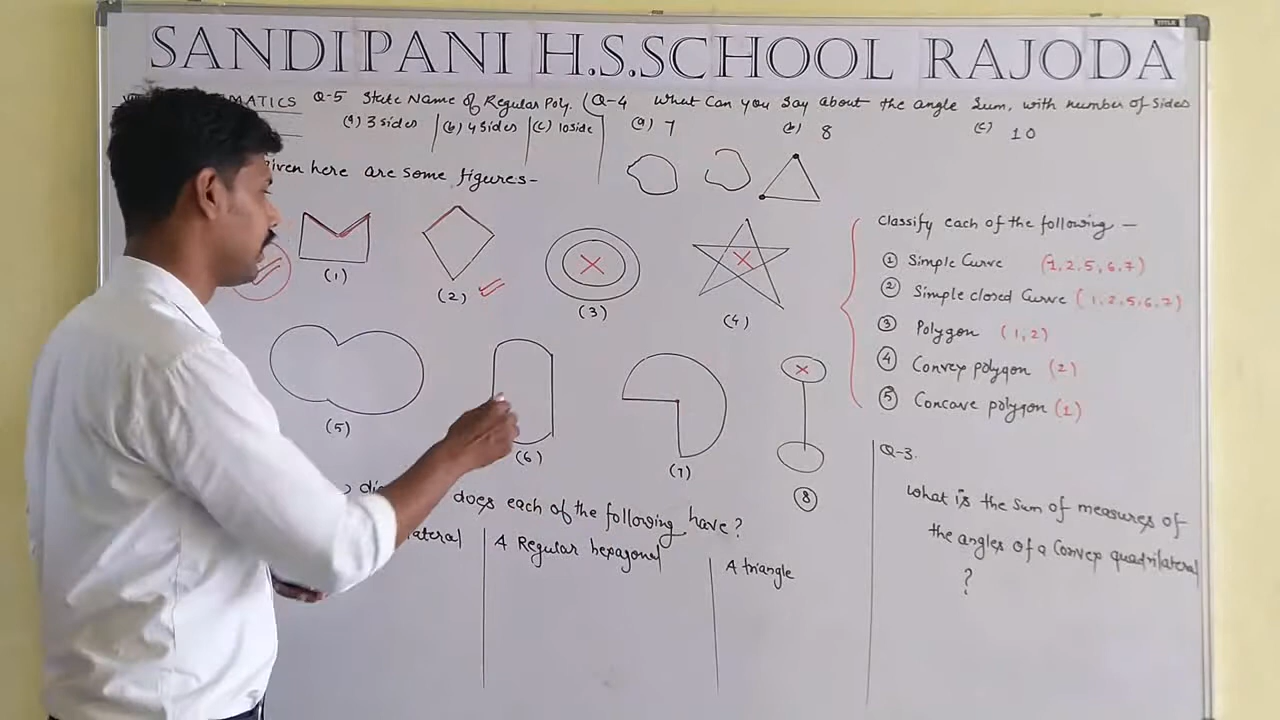 SANDIPANI H.S.SCHOOL RAJODA
TITLE
MATICS
Q-5 State Name of Regular Poly.
(a) 3 sides (b) 4 sides (c) 10side
Q-4 What Can you Say about the angle Sum, with number of Sides
(a) 7 (b) 8 (c) 10
Given here are some figures-
(1)
(2)
(3)
(4)
(5)
(6)
(7)
8
Classify each of the following —
① Simple Curve (1,2,5,6,7)
② Simple closed Curve (1,2,5,6,7)
③ Polygon (1,2)
④ Convex polygon (2)
⑤ Concave polygon (1)
does each of the following have?
A Regular hexagonal
A triangle
Q-3.
What is the Sum of measures of
the angles of a Convex quadrilateral
?